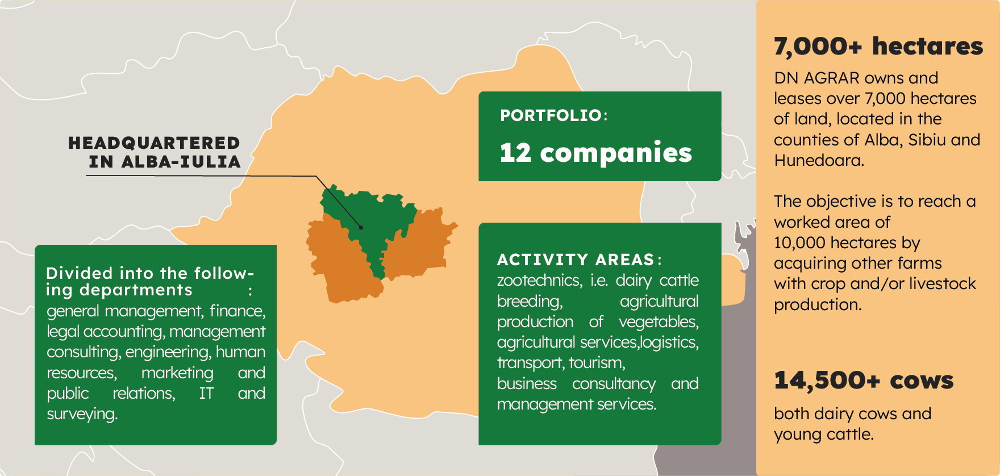 HEADQUARTERED
IN ALBA-IULIA
Divided into the follow-
ing departments :
general management, finance,
legal accounting, management
consulting, engineering, human
resources, marketing and
public relations, IT and
surveying.
PORTFOLIO:
12 companies
ACTIVITY AREAS:
zootechnics, i.e. dairy cattle
breeding, agricultural
production of vegetables,
agricultural services,logistics,
transport, tourism,
business consultancy and
management services.
7,000+ hectares
DN AGRAR owns and
leases over 7,000 hectares
of land, located in the
counties of Alba, Sibiu and
Hunedoara.
The objective is to reach a
worked area of
10,000 hectares by
acquiring other farms
with crop and/or livestock
production.
14,500+ cows
both dairy cows and
young cattle.